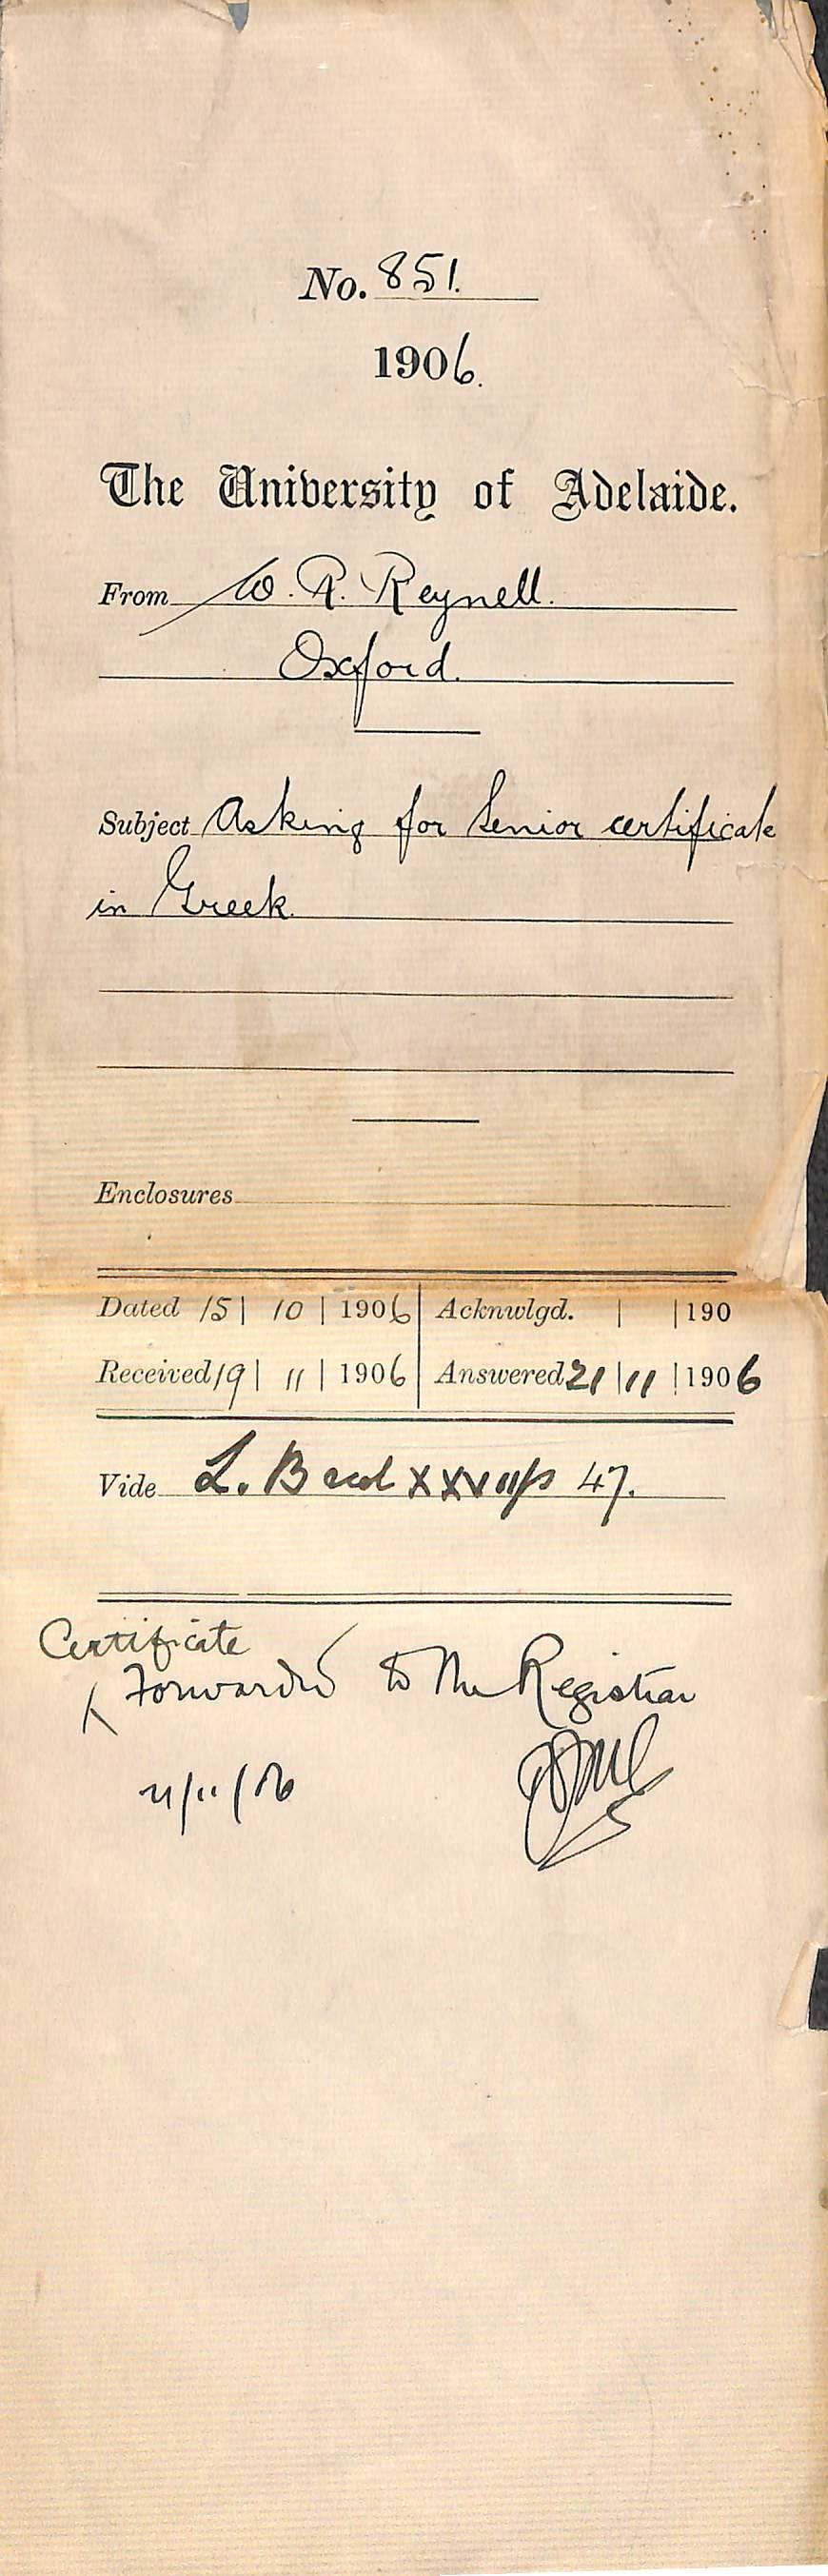 No. 851.
1906.
The University of Adelaide.
From W. R. Reynell.
Oxford.
Subject Asking for Senior certificate
in Greek.
Enclosures
Dated 15 | 10 | 1906 Acknwlgd. | | 190
Received 19 | 11 | 1906 Answered 21 | 11 | 1906
Vide L. B 47.
Certificate
Forwarded to the Registrar
21/11/06